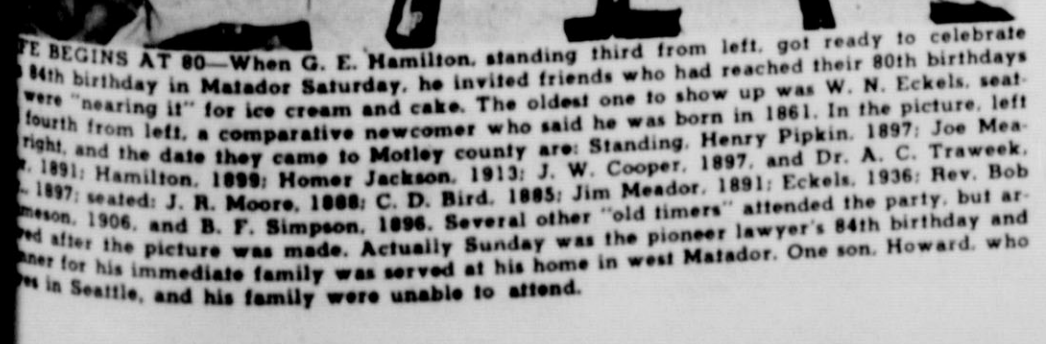 FE BEGINS AT 80—When G. E. Hamilton, standing third from left, got ready to celebrate
84th birthday in Matador Saturday, he invited friends who had reached their 80th birthdays
were "nearing it" for ice cream and cake. The oldest one to show up was W. N. Eckels, seat-
fourth from left, a comparative newcomer who said he was born in 1861. In the picture, left
right, and the date they came to Motley county are: Standing, Henry Pipkin, 1897; Joe Mea-
r, 1891; Hamilton, 1899; Homer Jackson, 1913; J. W. Cooper, 1897, and Dr. A. C. Traweek,
1897; seated: J. R. Moore, 1888; C. D. Bird, 1885; Jim Meador, 1891; Eckels, 1936; Rev. Bob
meson, 1906, and B. F. Simpson, 1896. Several other "old timers" attended the party, but ar-
ved after the picture was made. Actually Sunday was the pioneer lawyer's 84th birthday and
nner for his immediate family was served at his home in west Matador. One son, Howard, who
ves in Seattle, and his family were unable to attend.